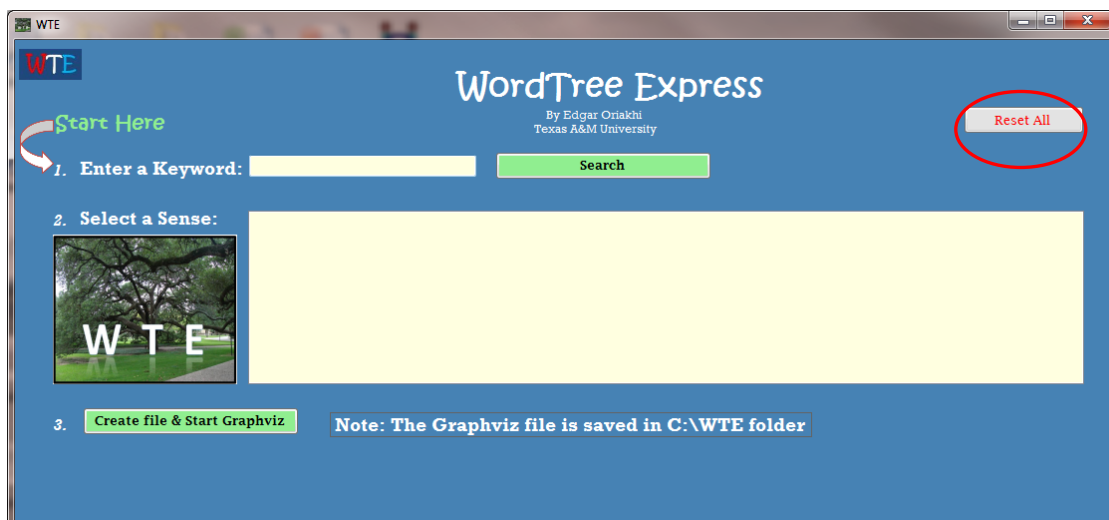 WTE
WTE
WordTree Express
By Edgar Oriakhi
Texas A&M University
Start Here
Reset All
1. Enter a Keyword:
Search
2. Select a Sense:
W T E
3. Create file & Start Graphviz
Note: The Graphviz file is saved in C:\WTE folder